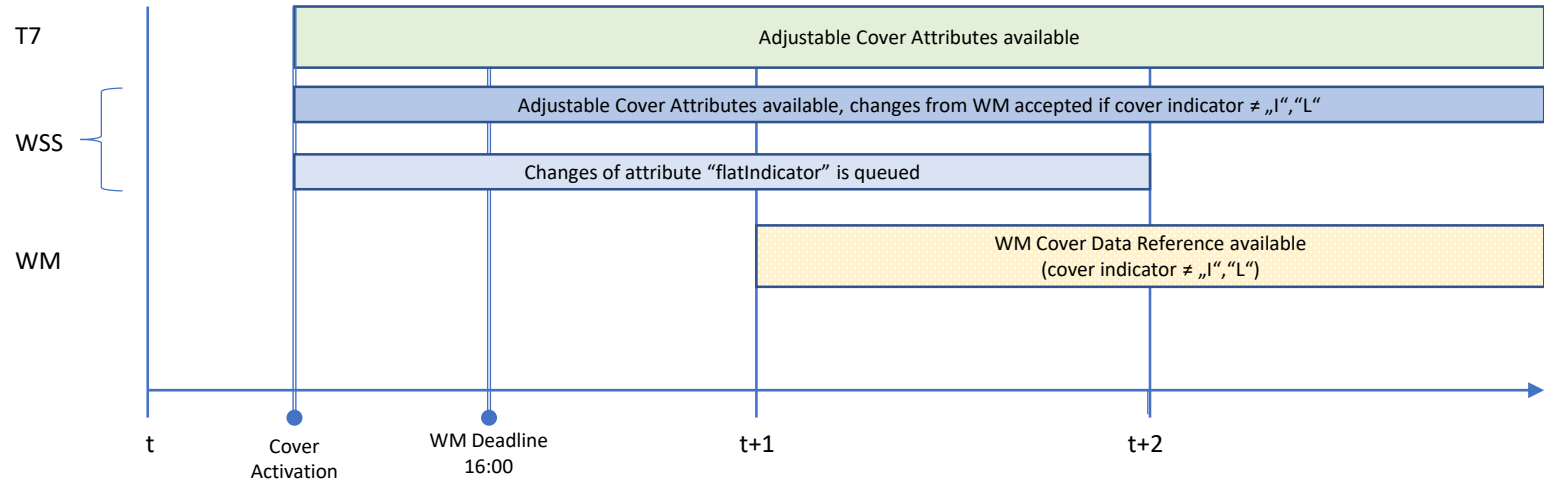 T7
Adjustable Cover Attributes available
WSS
Adjustable Cover Attributes available, changes from WM accepted if cover indicator ≠ „I“,“L“
Changes of attribute “flatIndicator” is queued
WM
WM Cover Data Reference available
(cover indicator ≠ „I“,“L“)
t
Cover
Activation
WM Deadline
16:00
t+1
t+2